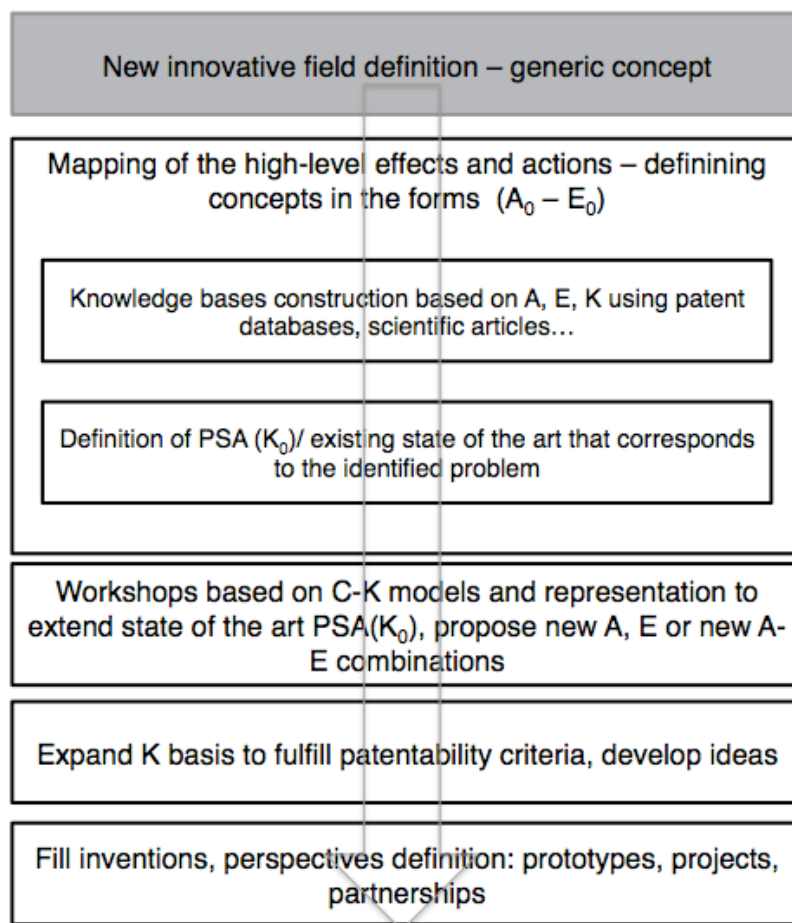 New innovative field definition – generic concept
Mapping of the high-level effects and actions – definining
concepts in the forms (A₀ – E₀)
Knowledge bases construction based on A, E, K using patent
databases, scientific articles…
Definition of PSA (K₀)/ existing state of the art that corresponds
to the identified problem
Workshops based on C-K models and representation to
extend state of the art PSA(K₀), propose new A, E or new A-
E combinations
Expand K basis to fulfill patentability criteria, develop ideas
Fill inventions, perspectives definition: prototypes, projects,
partnerships